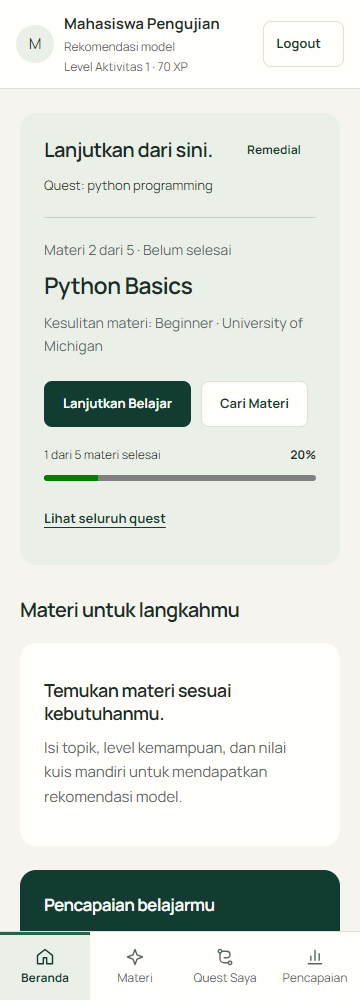 M
Mahasiswa Pengujian
Rekomendasi model
Level Aktivitas 1 · 70 XP
Logout
Lanjutkan dari sini.
Remedial
Quest: python programming
Materi 2 dari 5 · Belum selesai
Python Basics
Kesulitan materi: Beginner · University of
Michigan
Lanjutkan Belajar
Cari Materi
1 dari 5 materi selesai
20%
Lihat seluruh quest
Materi untuk langkahmu
Temukan materi sesuai
kebutuhanmu.
Isi topik, level kemampuan, dan nilai
kuis mandiri untuk mendapatkan
rekomendasi model.
Pencapaian belajarmu
Beranda
Materi
Quest Saya
Pencapaian